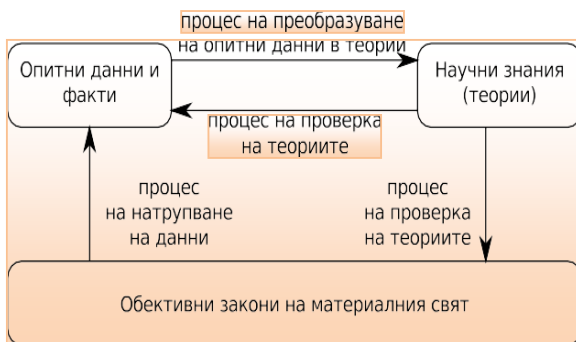 процес на преобразуване
на опитни данни в теории
Опитни данни и
факти
Научни знания
(теории)
процес на проверка
на теориите
процес
на натрупване
на данни
процес
на проверка
на теориите
Обективни закони на материалния свят